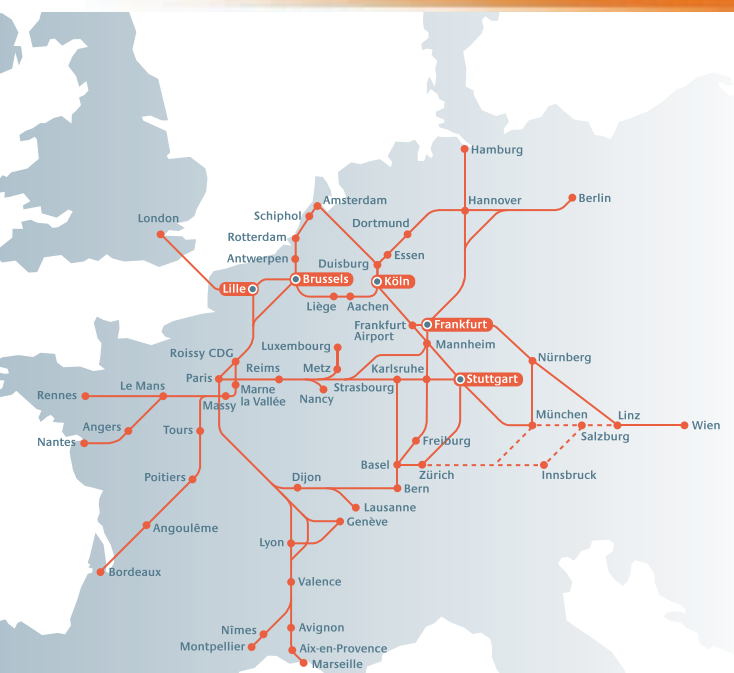 Hamburg
Berlin
Hannover
Amsterdam
Schiphol
London
Dortmund
Rotterdam
Essen
Antwerpen
Duisburg
Brussels
Köln
Lille
Liège
Aachen
Frankfurt
Airport
Frankfurt
Mannheim
Luxembourg
Roissy CDG
Nürnberg
Reims
Metz
Karlsruhe
Paris
Stuttgart
Strasbourg
Le Mans
Marne
la Vallée
Rennes
Massy
Nancy
München
Linz
Angers
Tours
Wien
Nantes
Freiburg
Salzburg
Basel
Zürich
Innsbruck
Poitiers
Dijon
Bern
Lausanne
Genève
Angoulême
Lyon
Bordeaux
Valence
Nîmes
Avignon
Montpellier
Aix-en-Provence
Marseille